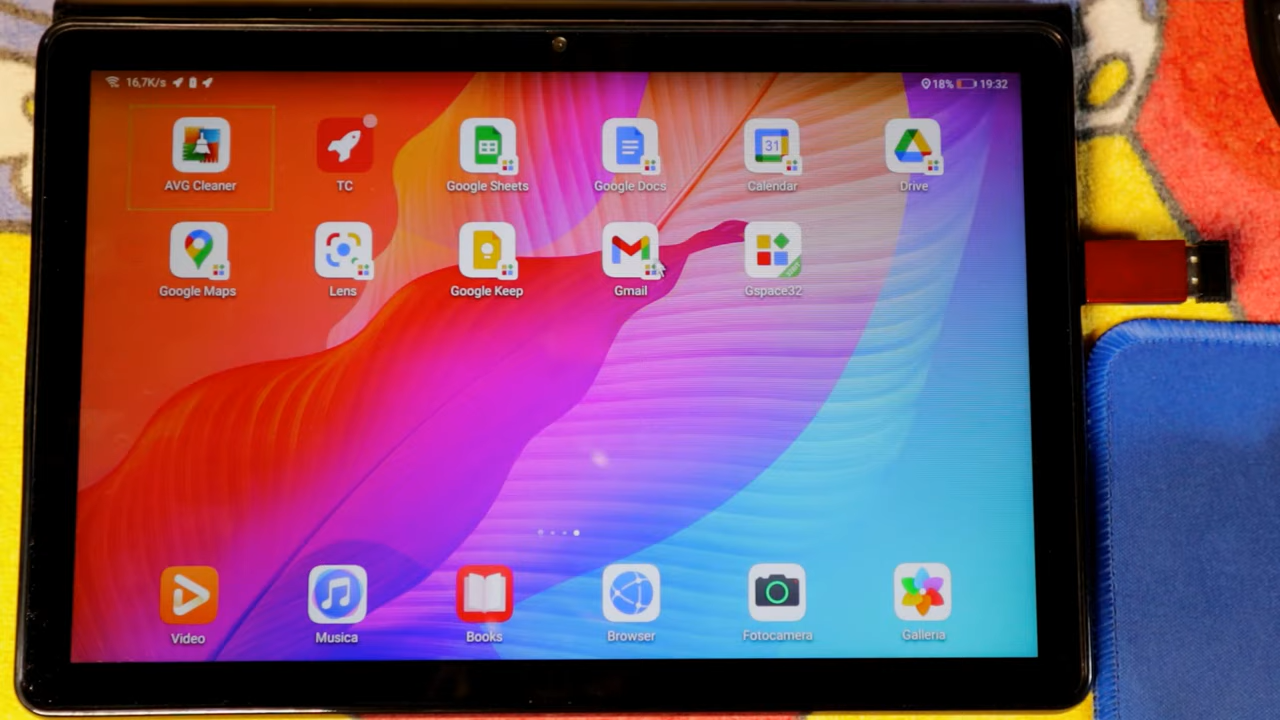 16,7K/s 18% 19:32
AVG Cleaner TC Google Sheets Google Docs Calendar Drive
31
Google Maps Lens Google Keep Gmail Gspace32
Video Musica Books Browser Fotocamera Galleria